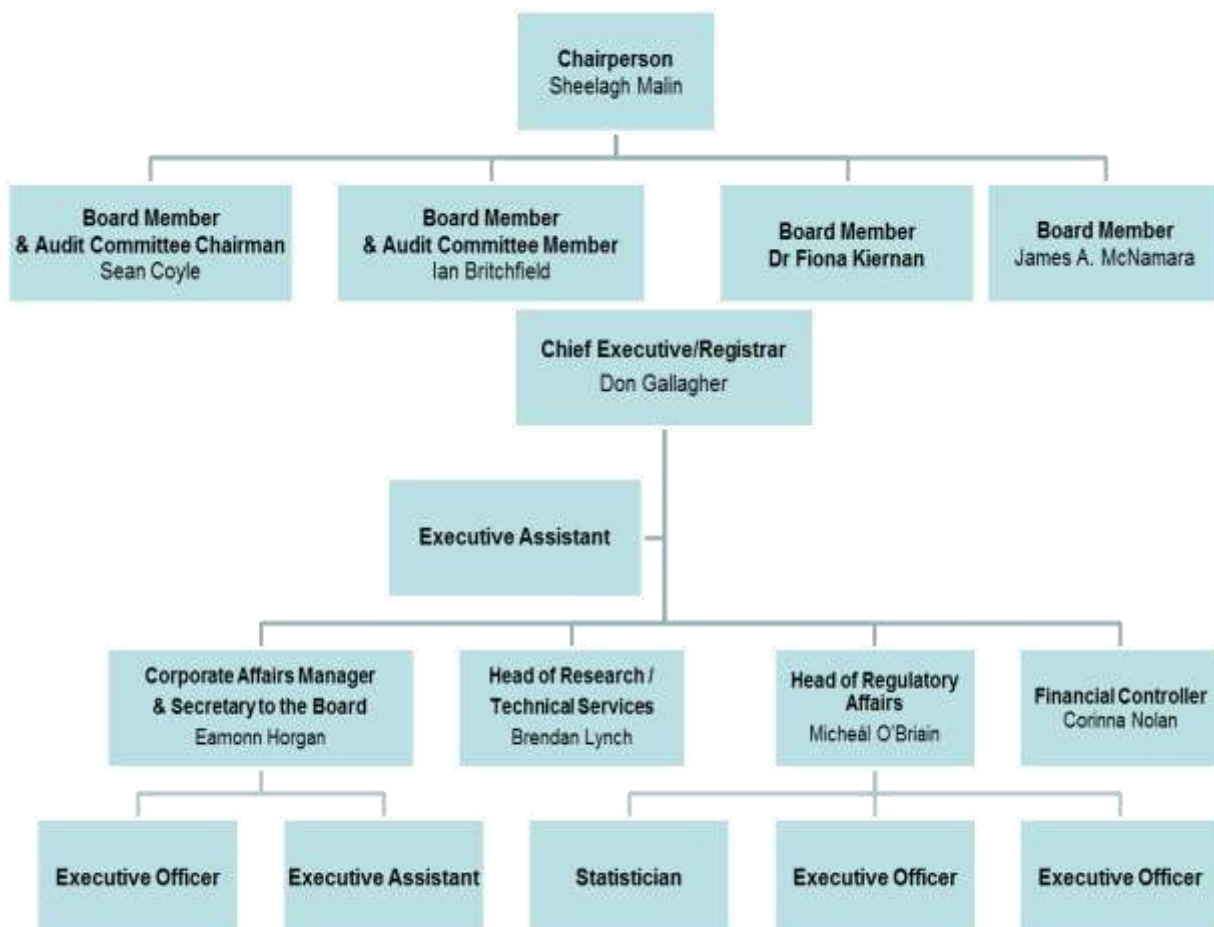 Chairperson
Sheelagh Malin
Board Member
& Audit Committee Chairman
Sean Coyle
Board Member
& Audit Committee Member
Ian Britchfield
Board Member
Dr Fiona Kiernan
Board Member
James A. McNamara
Chief Executive/Registrar
Don Gallagher
Executive Assistant
Corporate Affairs Manager
& Secretary to the Board
Eamonn Horgan
Head of Research /
Technical Services
Brendan Lynch
Head of Regulatory
Affairs
Micheál O'Briain
Financial Controller
Corinna Nolan
Executive Officer
Executive Assistant
Statistician
Executive Officer
Executive Officer